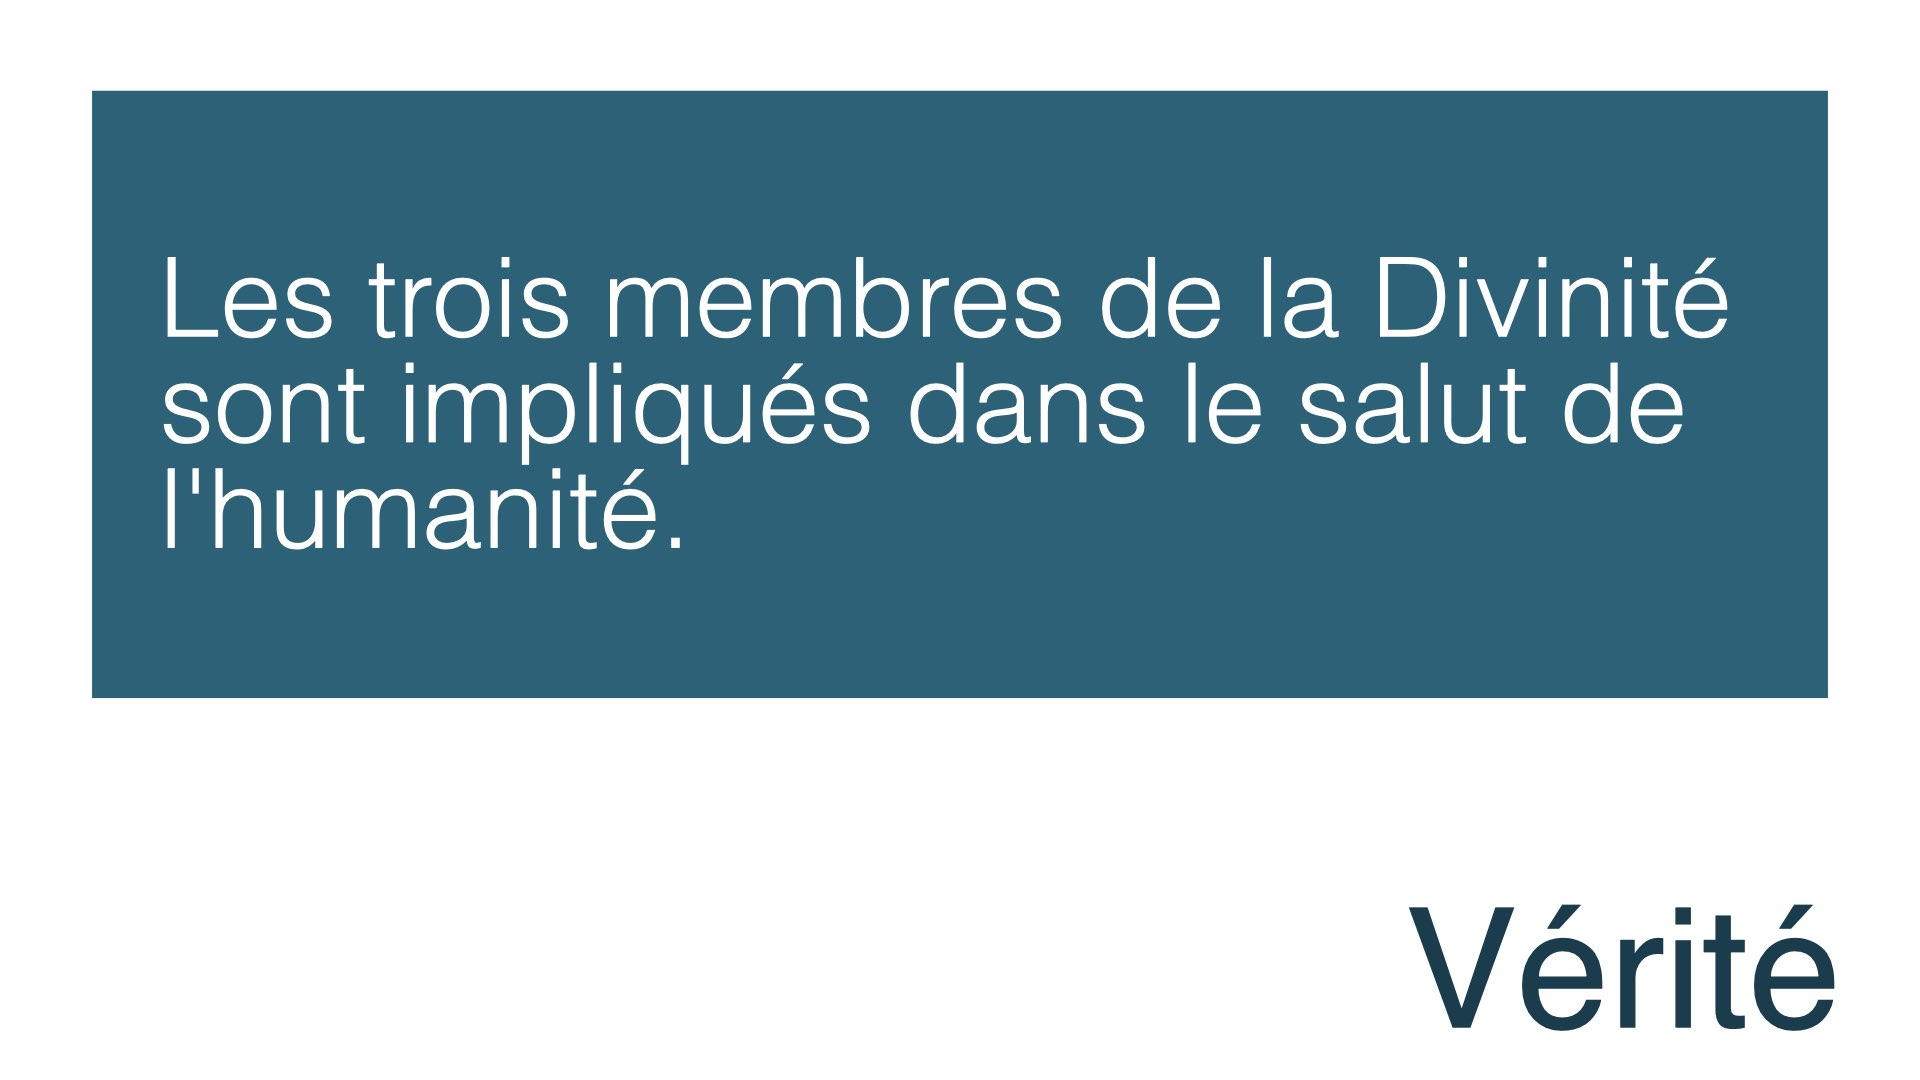 Les trois membres de la Divinité
sont impliqués dans le salut de
l'humanité.
Vérité